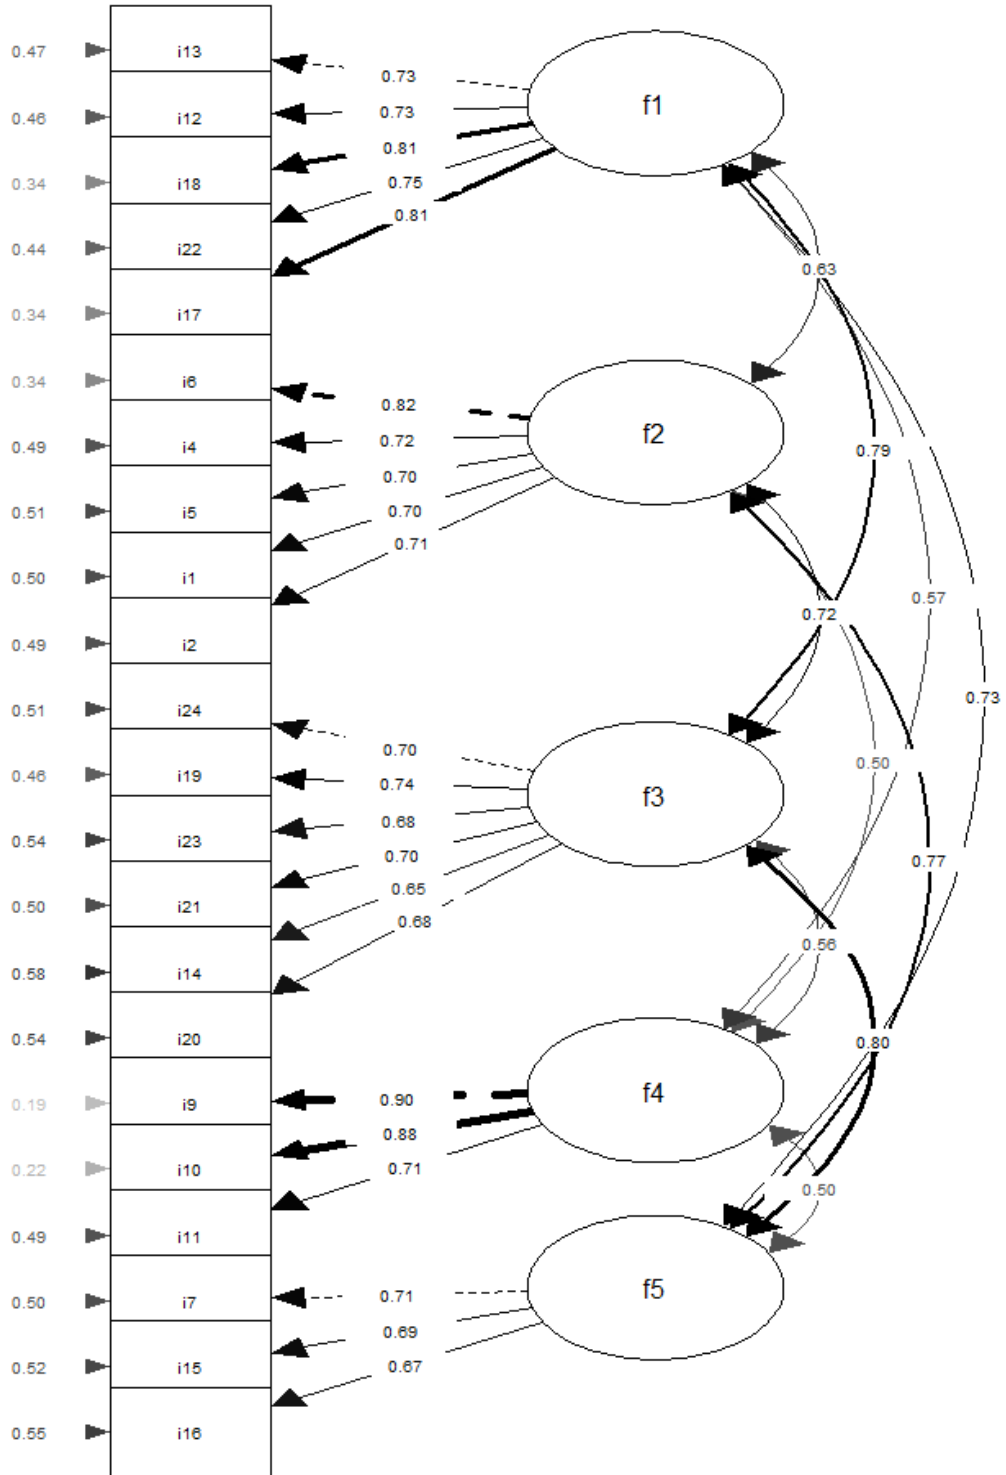 0.47 i13
0.73 f1
0.46 i12
0.73
0.81
0.34 i18
0.75
0.81
0.44 i22
0.63
0.34 i17
0.34 i6
0.82
0.72 f2
0.49 i4
0.79
0.70
0.51 i5
0.70
0.71
0.50 i1
0.57
0.72
0.49 i2
0.73
0.51 i24
0.70
0.50
0.46 i19
0.74 f3
0.68
0.54 i23
0.70
0.77
0.65
0.50 i21
0.68
0.56
0.58 i14
0.54 i20
0.80
0.19 i9
0.90 f4
0.88
0.22 i10
0.71
0.50
0.49 i11
0.50 i7
0.71 f5
0.69
0.52 i15
0.67
0.55 i16